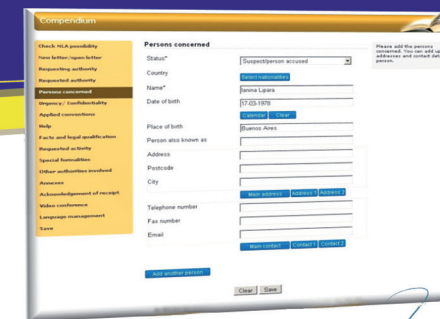 Compendium
Check MLA possibility
New letter/open letter
Requesting authority
Requested authority
Persons concerned
Urgency/ Confidentiality
Applied conventions
Help
Facts and legal qualification
Requested activity
Special formalities
Other authorities involved
Annexes
Acknowledgement of receipt
Video conference
Language management
Save
Persons concerned
Status* Suspect/person accused
Country Select nationalities
Name* Ianina Lipara
Date of birth 17-03-1978
Calendar Clear
Place of birth Buenos Aires
Person also known as
Address
Postcode
City
Main address Address 1 Address 2
Telephone number
Fax number
Email
Main contact Contact 1 Contact 2
Add another person
Clear Save
Please add the persons
concerned. You can add up
addresses and contact data
person.